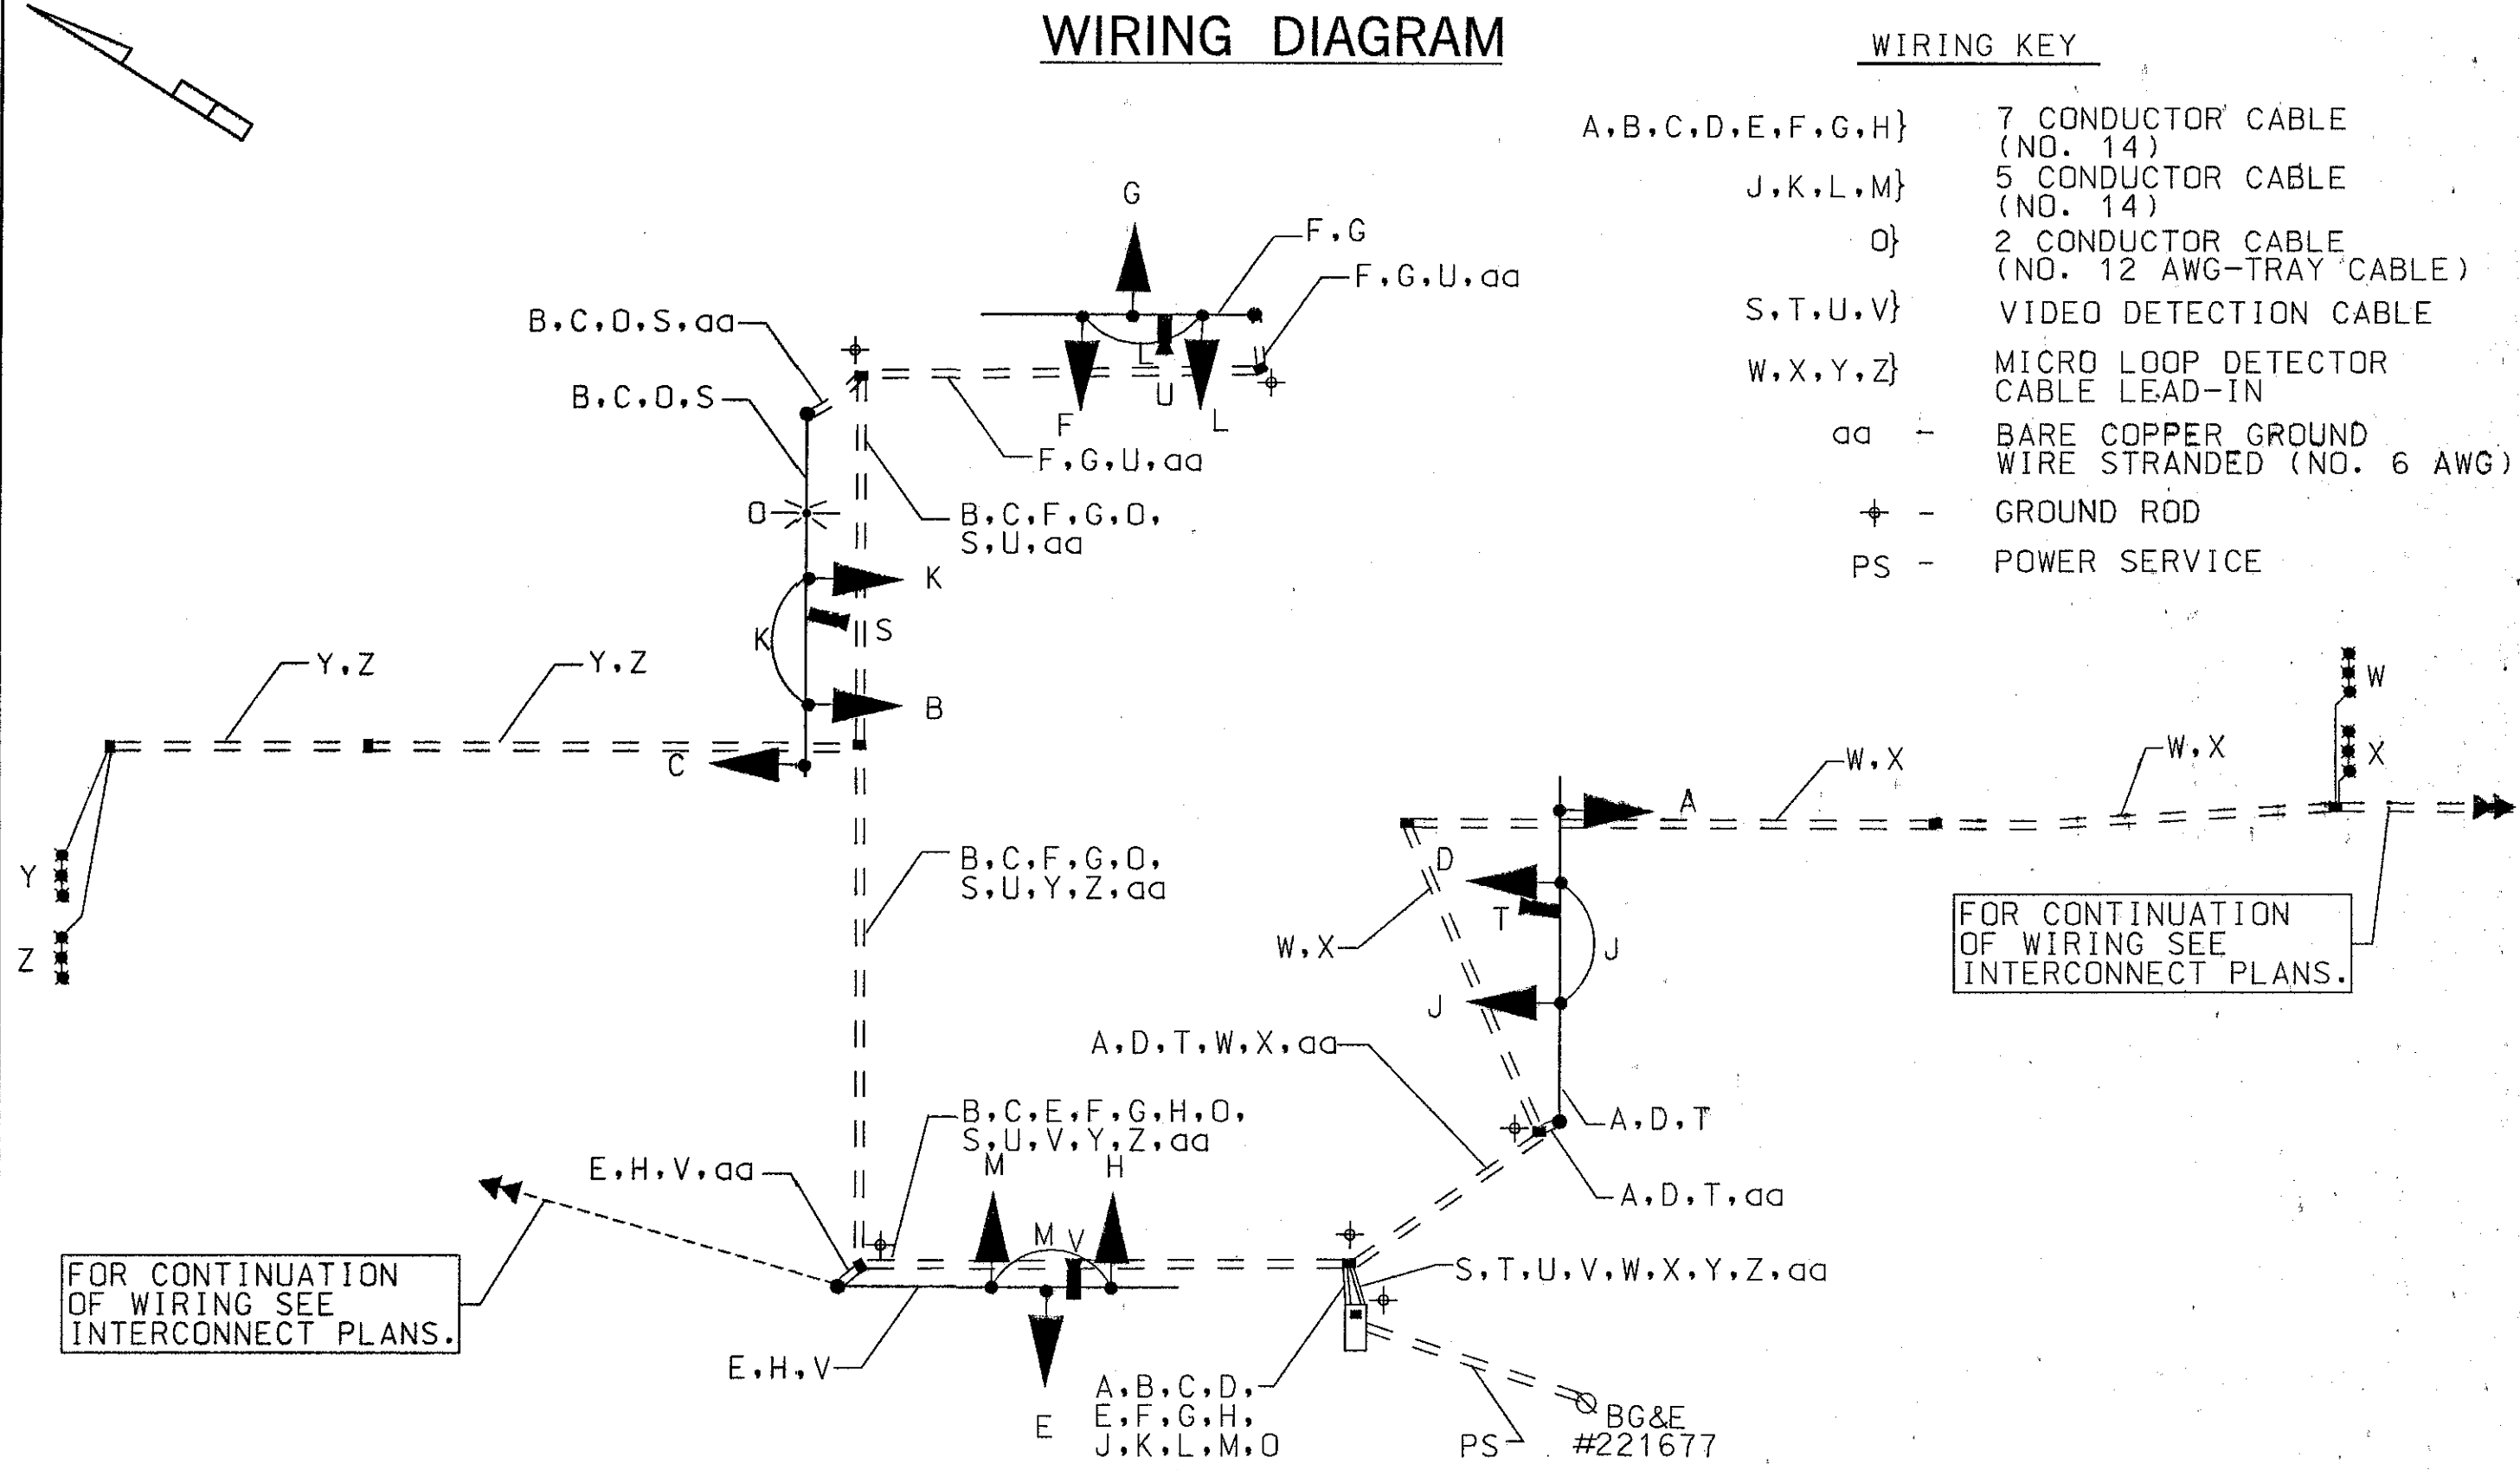 WIRING DIAGRAM
WIRING KEY
A,B,C,D,E,F,G,H}
7 CONDUCTOR CABLE
(NO. 14)
J,K,L,M}
5 CONDUCTOR CABLE
(NO. 14)
O}
2 CONDUCTOR CABLE
(NO. 12 AWG-TRAY CABLE)
S,T,U,V}
VIDEO DETECTION CABLE
W,X,Y,Z}
MICRO LOOP DETECTOR
CABLE LEAD-IN
aa -
BARE COPPER GROUND
WIRE STRANDED (NO. 6 AWG)
-
GROUND ROD
PS -
POWER SERVICE
G
F,G
F,G,U,aa
B,C,O,S,aa
L
B,C,O,S
U
F
L
F,G,U,aa
O
B,C,F,G,O,
S,U,aa
K
S
K
Y,Z
Y,Z
B
C
W
X
W,X
W,X
A
D
B,C,F,G,O,
S,U,Y,Z,aa
Y
Z
T
W,X
J
J
FOR CONTINUATION
OF WIRING SEE
INTERCONNECT PLANS.
A,D,T,W,X,aa
A,D,T
B,C,E,F,G,H,O,
S,U,V,Y,Z,aa
M
H
E,H,V,aa
A,D,T,aa
M
V
S,T,U,V,W,X,Y,Z,aa
FOR CONTINUATION
OF WIRING SEE
INTERCONNECT PLANS.
E,H,V
E
A,B,C,D,
E,F,G,H,
J,K,L,M,O
PS
BG&E
#221677